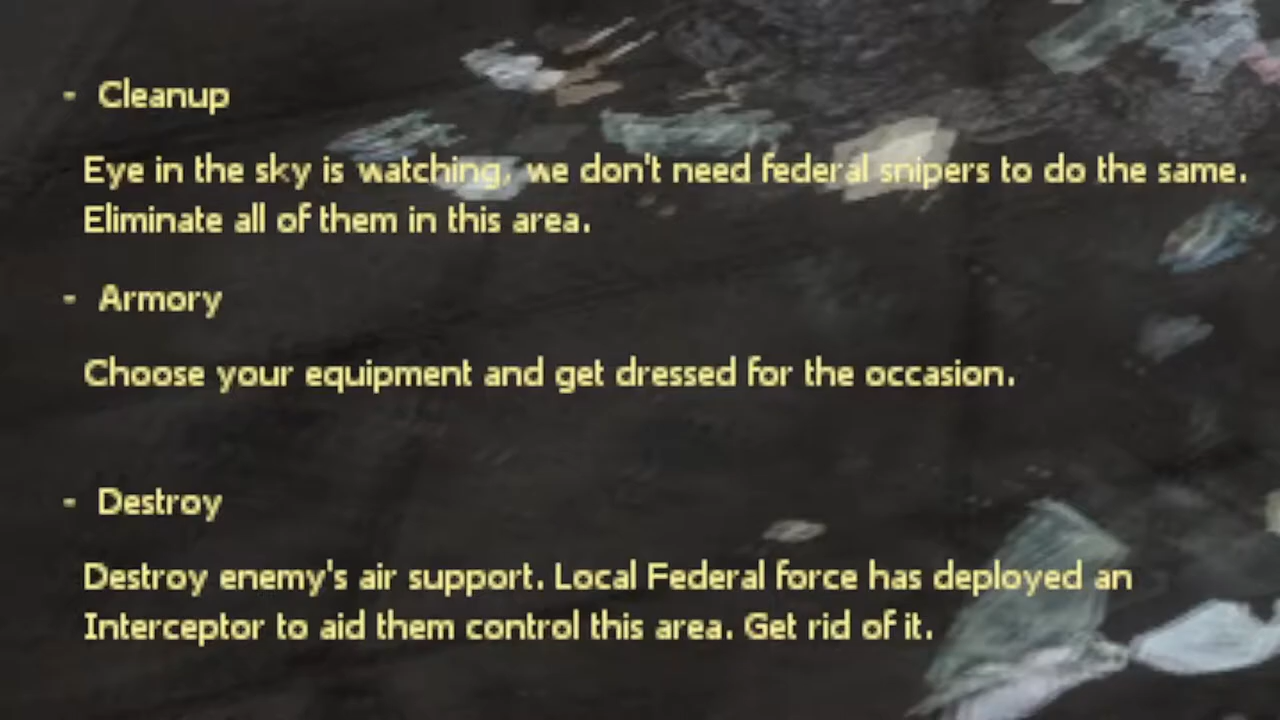 - Cleanup
Eye in the sky is watching, we don't need federal snipers to do the same.
Eliminate all of them in this area.
- Armory
Choose your equipment and get dressed for the occasion.
- Destroy
Destroy enemy's air support. Local Federal force has deployed an
Interceptor to aid them control this area. Get rid of it.